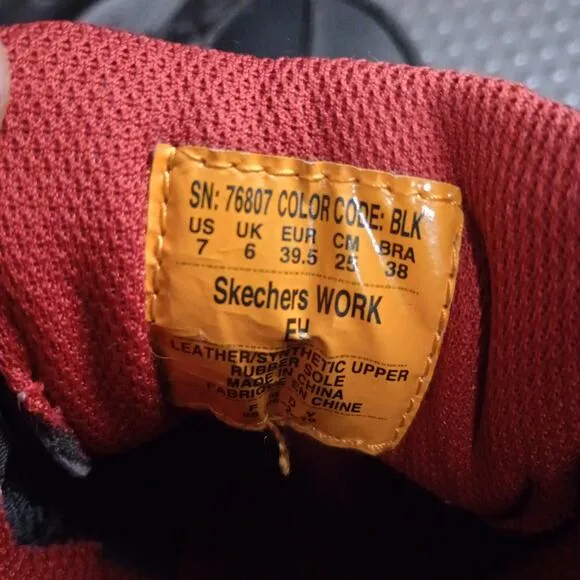 SN: 76807 COLOR CODE: BLK
US UK EUR CM BRA
7 6 39.5 25 38
Skechers WORK
EH
LEATHER/SYNTHETIC UPPER
RUBBER SOLE
MADE IN CHINA
FABRIQUÉ EN CHINE